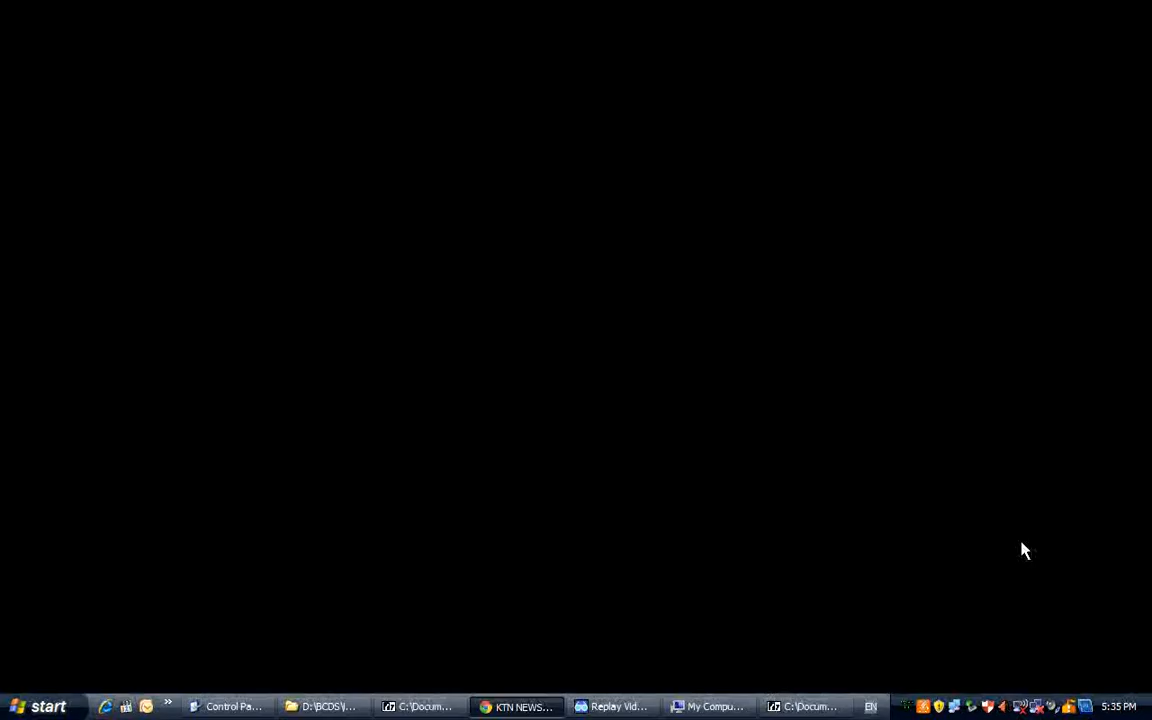 start
Control Pa...
D:\BCDS\I...
C:\Docum...
KTN NEWS...
Replay Vid...
My Compu...
C:\Docum...
EN
5:35 PM